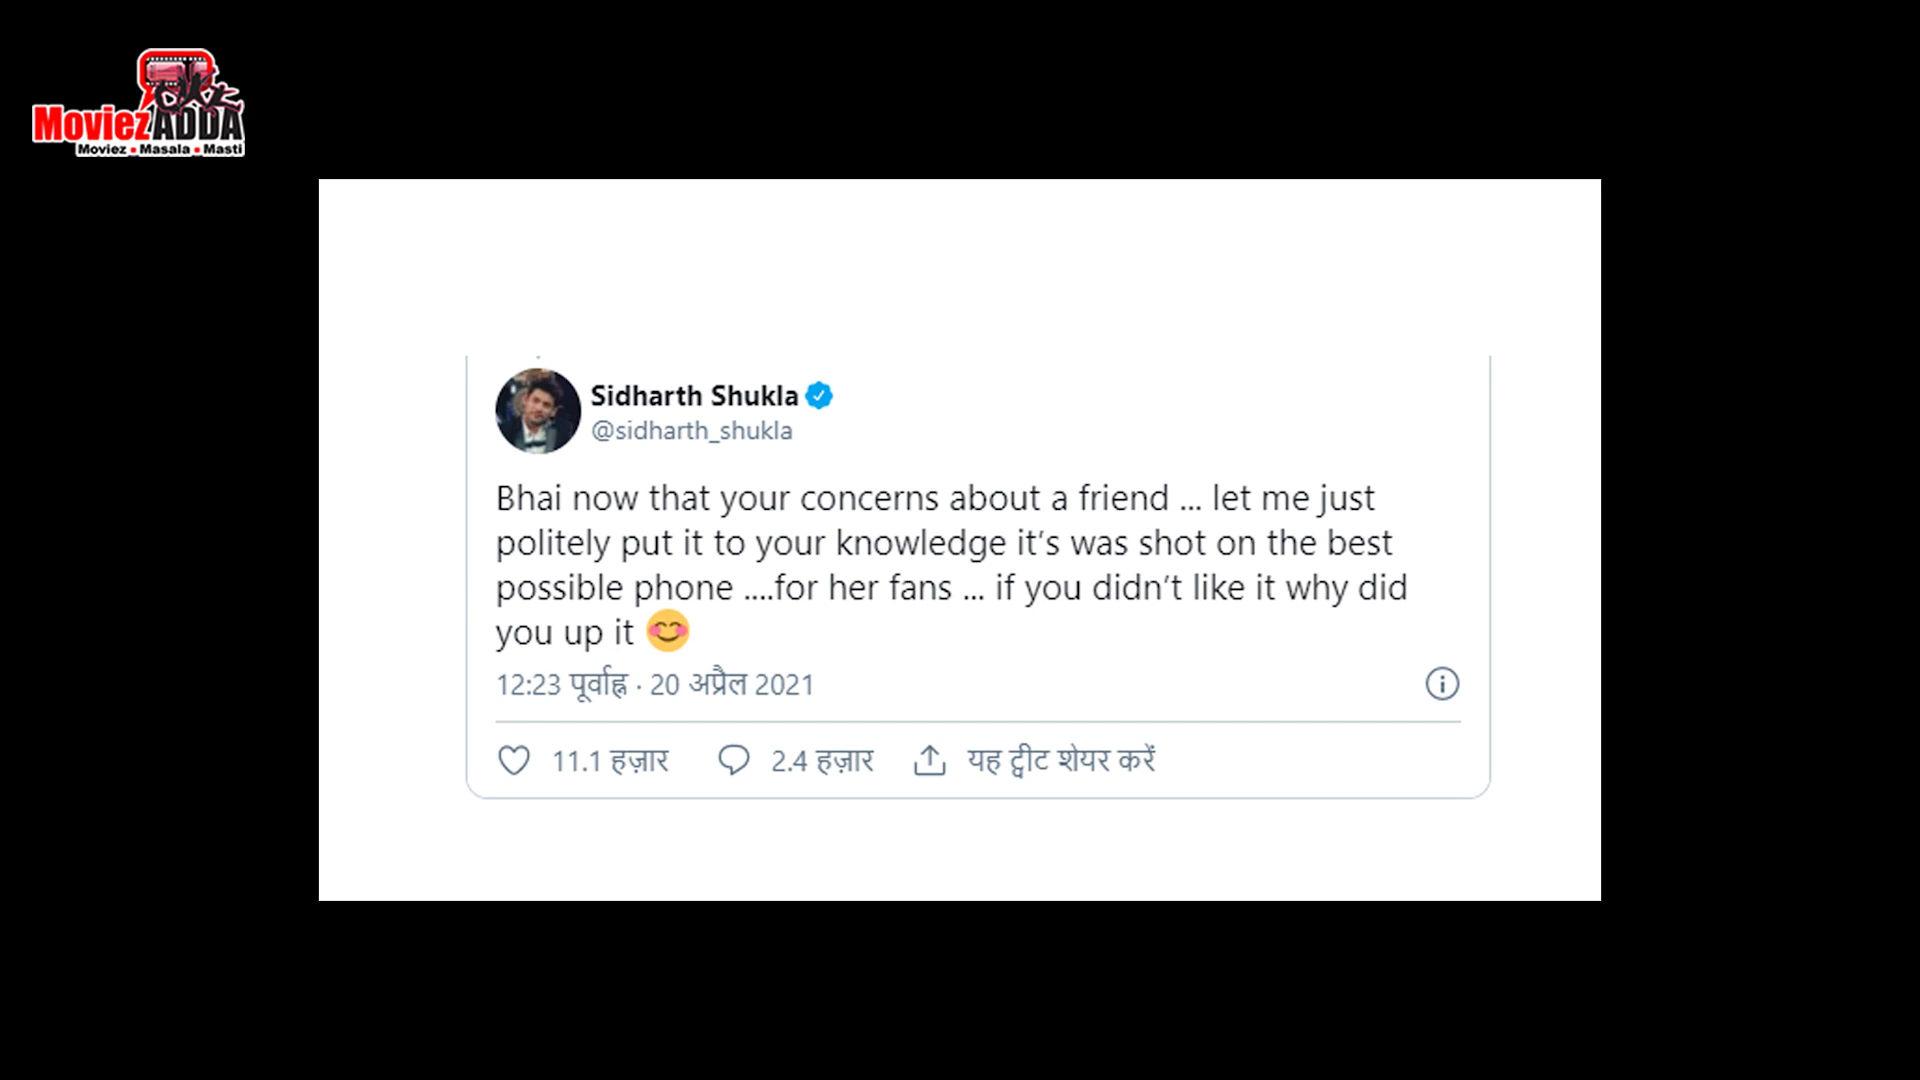 MoviezADDA
Moviez • Masala • Masti
Sidharth Shukla
@sidharth_shukla
Bhai now that your concerns about a friend ... let me just
politely put it to your knowledge it’s was shot on the best
possible phone ....for her fans ... if you didn’t like it why did
you up it 😊
12:23 पूर्वाह्न · 20 अप्रैल 2021
11.1 हज़ार 2.4 हज़ार यह ट्वीट शेयर करें